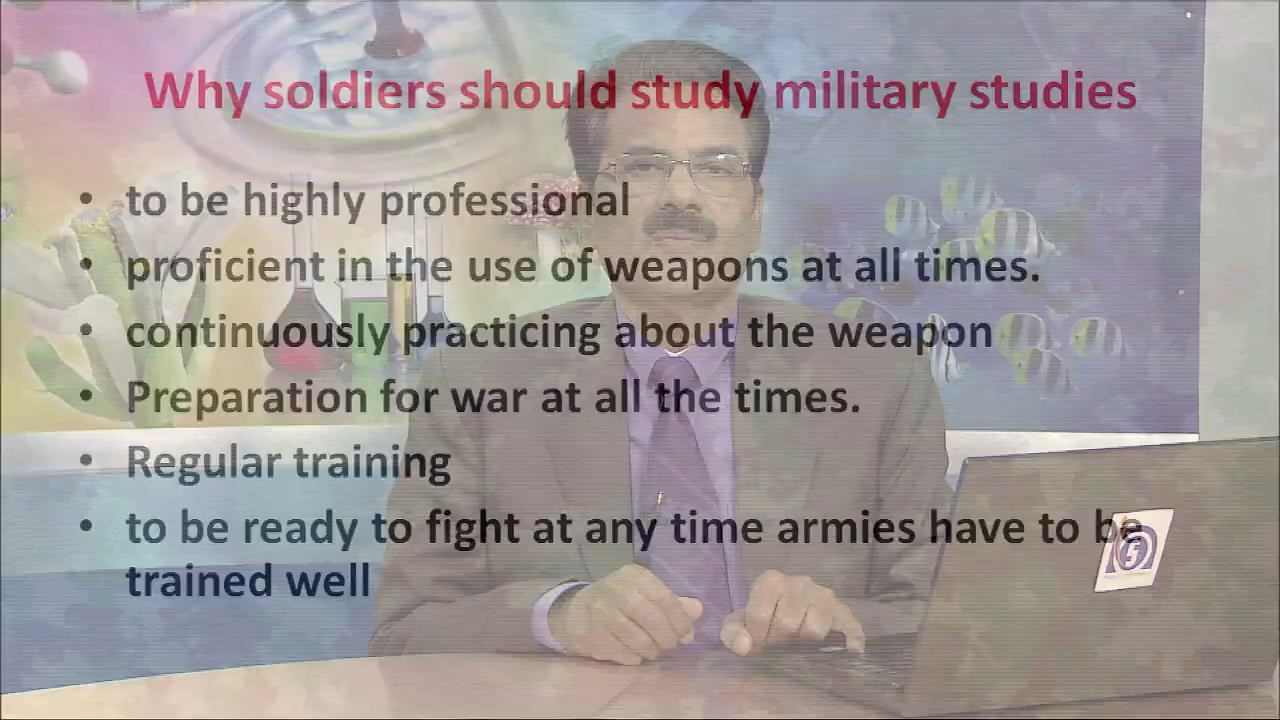 Why soldiers should study military studies
• to be highly professional
• proficient in the use of weapons at all times.
• continuously practicing about the weapon
• Preparation for war at all the times.
• Regular training
• to be ready to fight at any time armies have to be
trained well